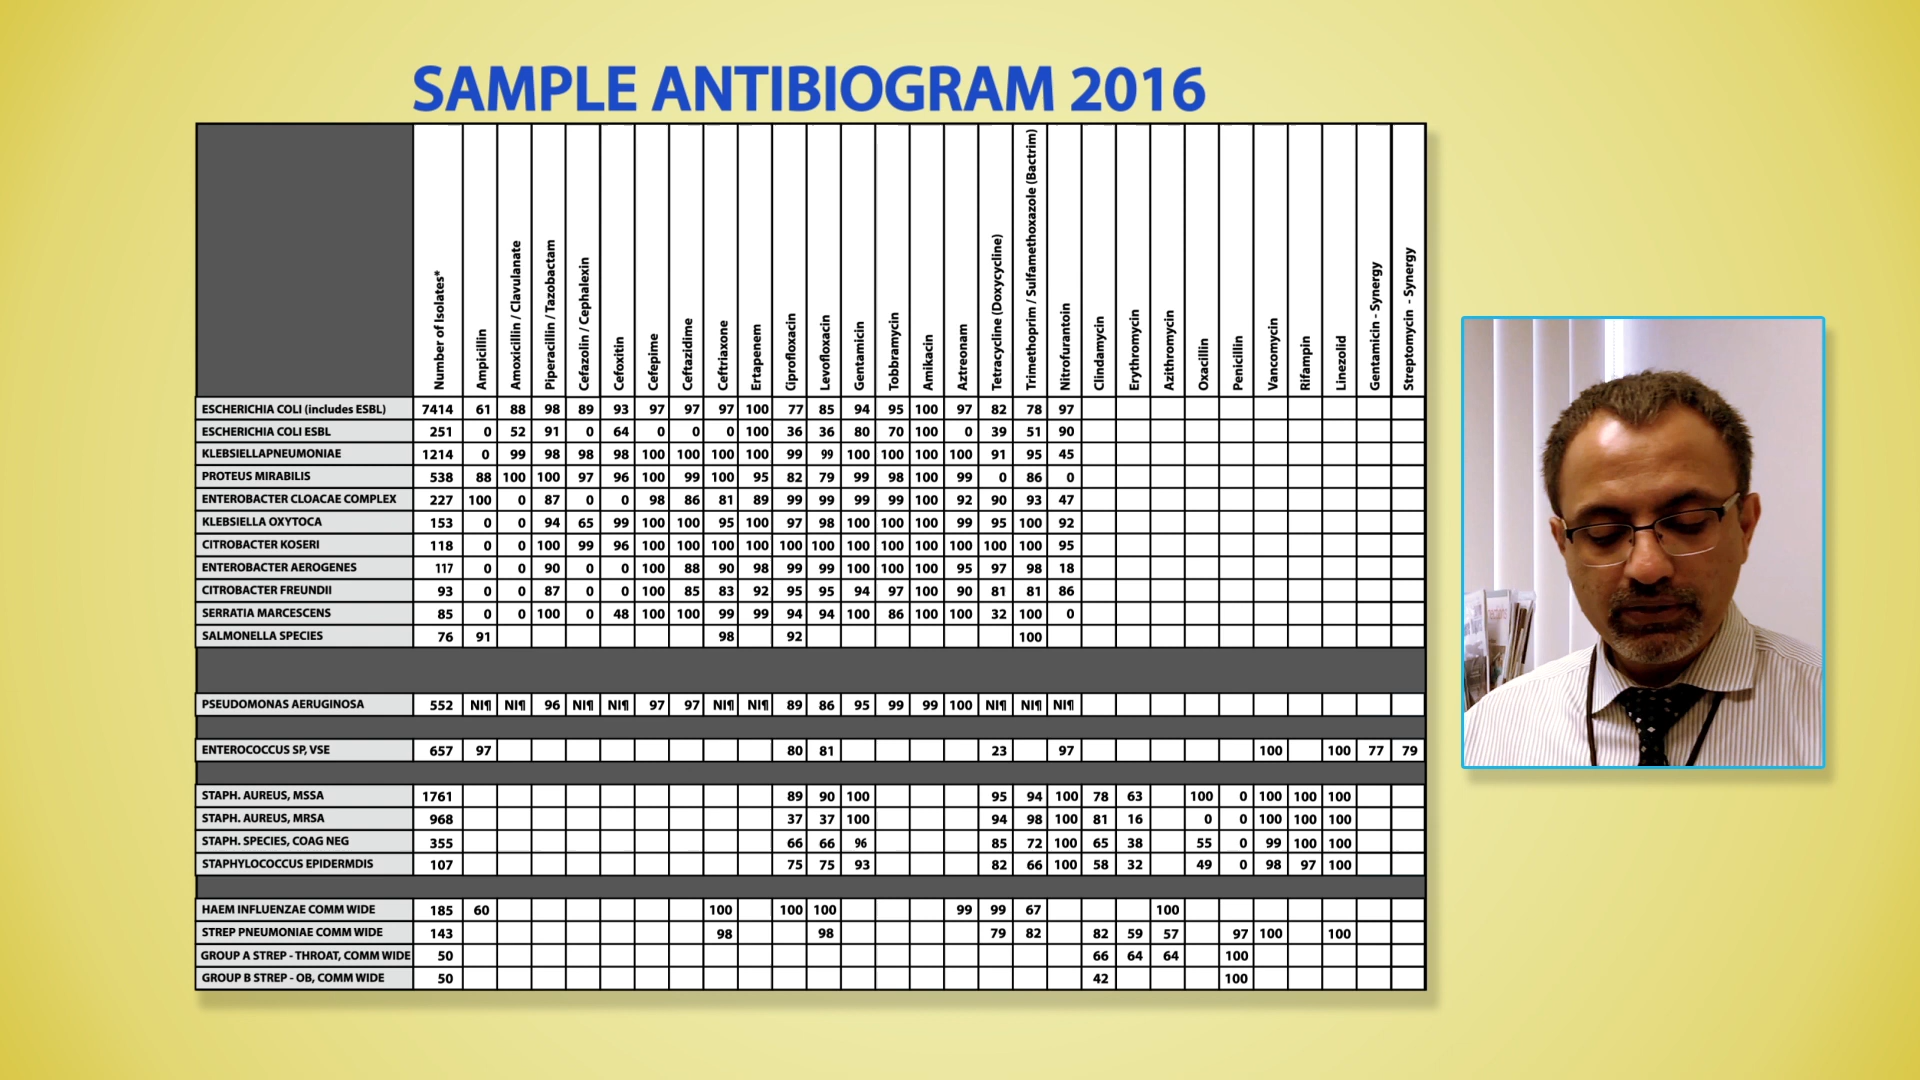 SAMPLE ANTIBIOGRAM 2016
Number of Isolates* Ampicillin Amoxicillin / Clavulanate Piperacillin / Tazobactam Cefazolin / Cephalexin Cefoxitin Cefepime Ceftazidime Ceftriaxone Ertapenem Ciprofloxacin Levofloxacin Gentamicin Tobbramycin Amikacin Aztreonam Tetracycline (Doxycycline) Trimethoprim / Sulfamethoxazole (Bactrim) Nitrofurantoin Clindamycin Erythromycin Azithromycin Oxacillin Penicillin Vancomycin Rifampin Linezolid Gentamicin - Synergy Streptomycin - Synergy
ESCHERICHIA COLI (includes ESBL) 7414 61 88 98 89 93 97 97 97 100 77 85 94 95 100 97 82 78 97
ESCHERICHIA COLI ESBL 251 0 52 91 0 64 0 0 0 100 36 36 80 70 100 0 39 51 90
KLEBSIELLAPNEUMONIAE 1214 0 99 98 98 98 100 100 100 100 99 99 100 100 100 100 91 95 45
PROTEUS MIRABILIS 538 88 100 100 97 96 100 99 100 95 82 79 99 98 100 99 0 86 0
ENTEROBACTER CLOACAE COMPLEX 227 100 0 87 0 0 98 86 81 89 99 99 99 99 100 92 90 93 47
KLEBSIELLA OXYTOCA 153 0 0 94 65 99 100 100 95 100 97 98 100 100 100 99 95 100 92
CITROBACTER KOSERI 118 0 0 100 99 96 100 100 100 100 100 100 100 100 100 100 100 100 95
ENTEROBACTER AEROGENES 117 0 0 90 0 0 100 88 90 98 99 99 100 100 100 95 97 98 18
CITROBACTER FREUNDII 93 0 0 87 0 0 100 85 83 92 95 95 94 97 100 90 81 81 86
SERRATIA MARCESCENS 85 0 0 100 0 48 100 100 99 99 94 94 100 86 100 100 32 100 0
SALMONELLA SPECIES 76 91 98 92 100
PSEUDOMONAS AERUGINOSA 552 NI¶ NI¶ 96 NI¶ NI¶ 97 97 NI¶ NI¶ 89 86 95 99 99 100 NI¶ NI¶ NI¶
ENTEROCOCCUS SP, VSE 657 97 80 81 23 97 100 100 77 79
STAPH. AUREUS, MSSA 1761 89 90 100 95 94 100 78 63 100 0 100 100 100
STAPH. AUREUS, MRSA 968 37 37 100 94 98 100 81 16 0 0 100 100 100
STAPH. SPECIES, COAG NEG 355 66 66 96 85 72 100 65 38 55 0 99 100 100
STAPHYLOCOCCUS EPIDERMDIS 107 75 75 93 82 66 100 58 32 49 0 98 97 100
HAEM INFLUENZAE COMM WIDE 185 60 100 100 100 99 99 67 100
STREP PNEUMONIAE COMM WIDE 143 98 98 79 82 82 59 57 97 100 100
GROUP A STREP - THROAT, COMM WIDE 50 66 64 64 100
GROUP B STREP - OB, COMM WIDE 50 42 100